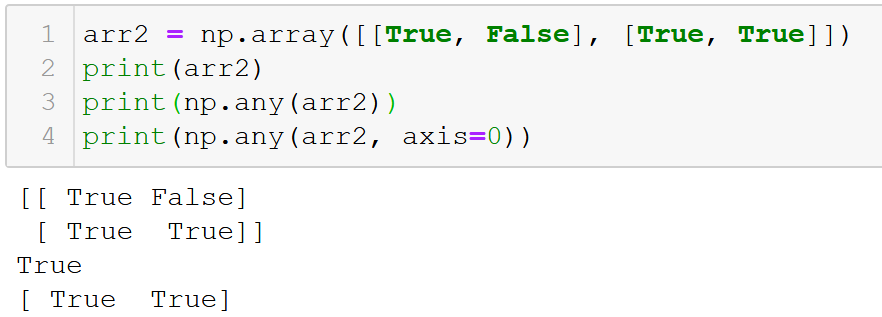 1 arr2 = np.array([[True, False], [True, True]])
2 print(arr2)
3 print(np.any(arr2))
4 print(np.any(arr2, axis=0))
[[ True False]
 [ True  True]]
True
[ True  True]